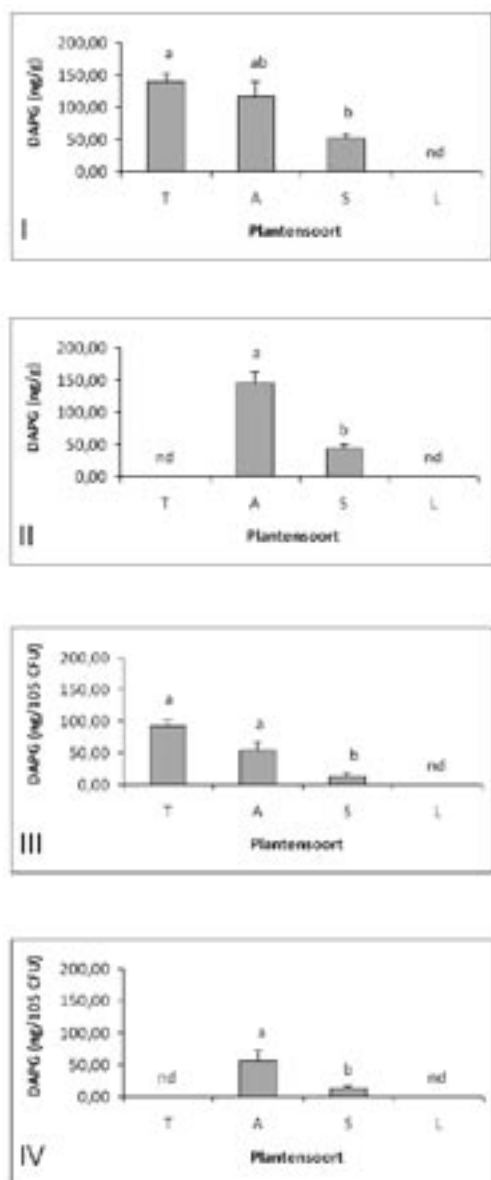 DAPG (ng/g)
200,00
150,00
100,00
50,00
0,00
a
ab
b
nd
T A S L
Plantensoort
I
DAPG (ng/g)
200,00
150,00
100,00
50,00
0,00
nd
a
b
nd
T A S L
Plantensoort
II
DAPG (ng/105 CFU)
200,00
150,00
100,00
50,00
0,00
a
a
b
nd
T A S L
Plantensoort
III
DAPG (ng/105 CFU)
200,00
150,00
100,00
50,00
0,00
nd
a
b
nd
T A S L
Plantensoort
IV